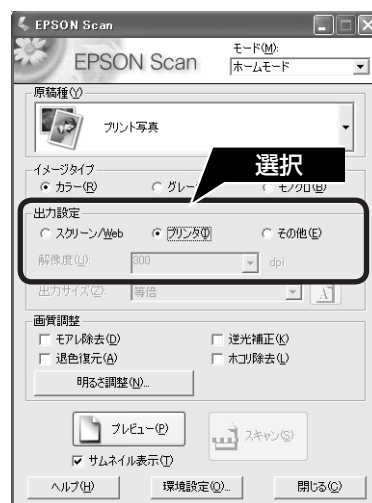 EPSON Scan
EPSON Scan
モード(M):
ホームモード
原稿種(Y)
プリント写真
イメージタイプ
選択
カラー(R) グレー モノクロ(B)
出力設定
スクリーン/Web プリンタ(I) その他(E)
解像度(U): 300 dpi
出力サイズ(Z): 等倍
画質調整
モアレ除去(D) 逆光補正(K)
退色復元(A) ホコリ除去(L)
明るさ調整(N)...
プレビュー(P) スキャン(S)
サムネイル表示(T)
ヘルプ(H) 環境設定(O)... 閉じる(C)